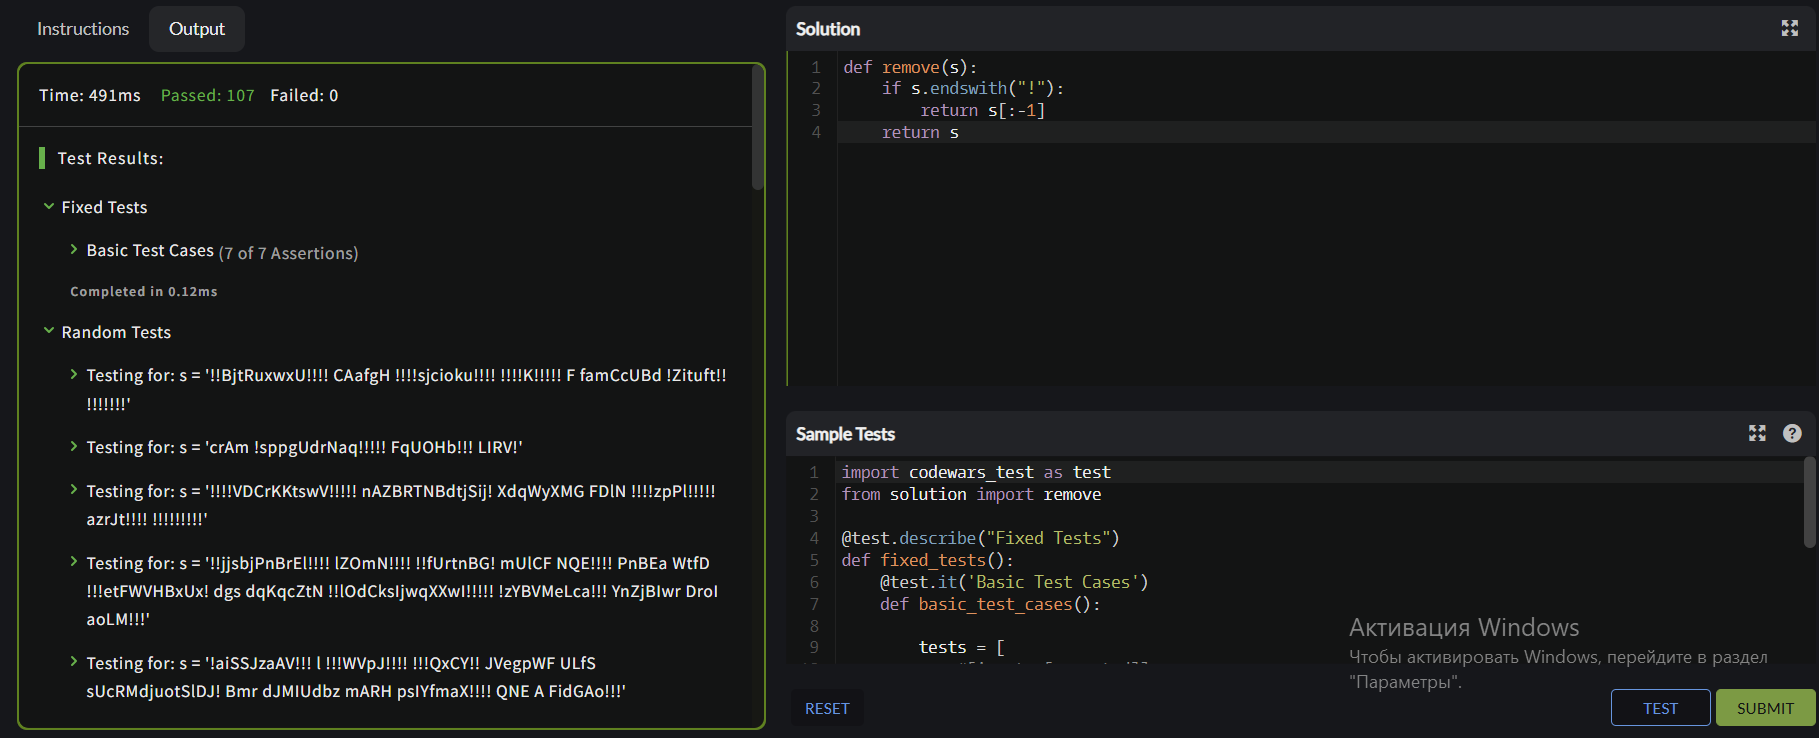 Instructions
Output
Time: 491ms Passed: 107 Failed: 0
Test Results:
Fixed Tests
Basic Test Cases (7 of 7 Assertions)
Completed in 0.12ms
Random Tests
Testing for: s = '!!BjtRuxwxU!!!! CAafgH !!!!sjcioku!!!! !!!!K!!!!! F famCcUBd !Zituft!!
!!!!!!!'
Testing for: s = 'crAm !sppgUdrNaq!!!!! FqUOHb!!! LIRV!'
Testing for: s = '!!!!VDCrKKtswV!!!!! nAZBRTNBdtjSij! XdqWyXMG FDlN !!!!zpPl!!!!!
azrJt!!!! !!!!!!!!!'
Testing for: s = '!!jjsbjPnBrEl!!!! lZOmN!!!! !!fUrtnBG! mUlCF NQE!!!! PnBEa WtfD
!!!etFWVHBxUx! dgs dqKqcZtN !!lOdCksIjwqXXwI!!!!! !zYBVMeLca!!! YnZjBIwr DroI
aoLM!!!'
Testing for: s = '!aiSSJzaAV!!! l !!!WVpJ!!!! !!!QxCY!! JVegpWF ULfS
sUcRMdjuotSlDJ! Bmr dJMIUdbz mARH psIYfmaX!!!! QNE A FidGAo!!!'
Solution
1 def remove(s):
2     if s.endswith("!"):
3         return s[:-1]
4     return s
Sample Tests
1 import codewars_test as test
2 from solution import remove
3
4 @test.describe("Fixed Tests")
5 def fixed_tests():
6     @test.it('Basic Test Cases')
7     def basic_test_cases():
8
9         tests = [
Активация Windows
Чтобы активировать Windows, перейдите в раздел
"Параметры".
RESET
TEST
SUBMIT